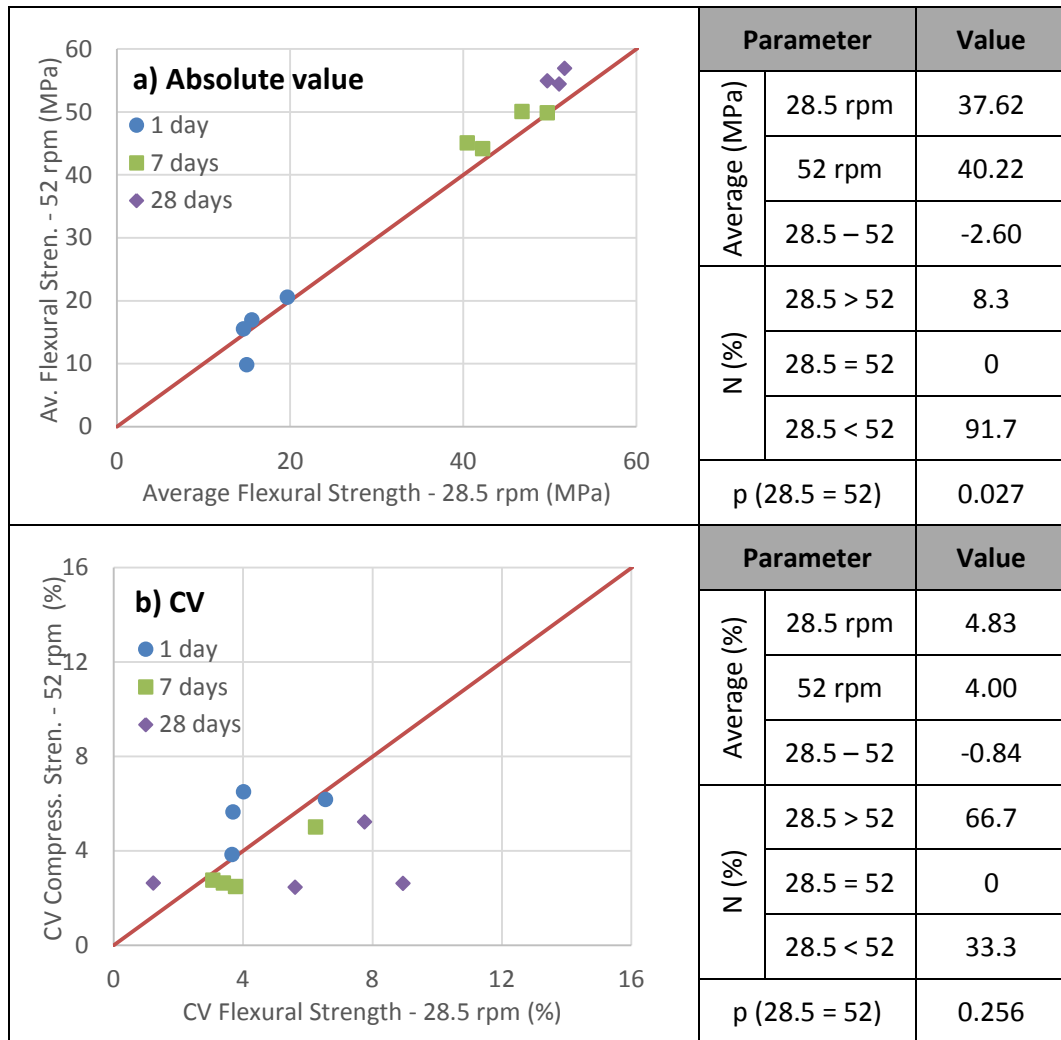 a) Absolute value
1 day
7 days
28 days
60
50
40
30
20
10
0
0 20 40 60
Av. Flexural Stren. - 52 rpm (MPa)
Average Flexural Strength - 28.5 rpm (MPa)
Parameter Value
Average (MPa)
28.5 rpm 37.62
52 rpm 40.22
28.5 – 52 -2.60
N (%)
28.5 > 52 8.3
28.5 = 52 0
28.5 < 52 91.7
p (28.5 = 52) 0.027
b) CV
1 day
7 days
28 days
16
12
8
4
0
0 4 8 12 16
CV Compress. Stren. - 52 rpm (%)
CV Flexural Strength - 28.5 rpm (%)
Parameter Value
Average (%)
28.5 rpm 4.83
52 rpm 4.00
28.5 – 52 -0.84
N (%)
28.5 > 52 66.7
28.5 = 52 0
28.5 < 52 33.3
p (28.5 = 52) 0.256